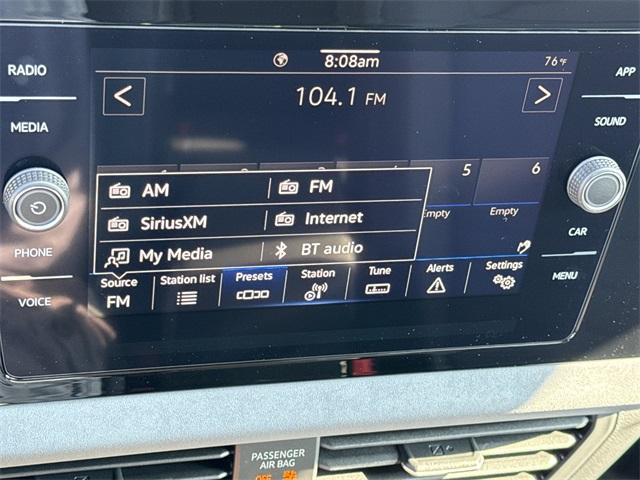 RADIO
MEDIA
PHONE
VOICE
8:08am
76°F
104.1 FM
5
6
AM
FM
SiriusXM
Internet
My Media
BT audio
Empty
Empty
Source
FM
Station list
Presets
Station
Tune
Alerts
Settings
APP
SOUND
CAR
MENU
PASSENGER
AIR BAG
OFF